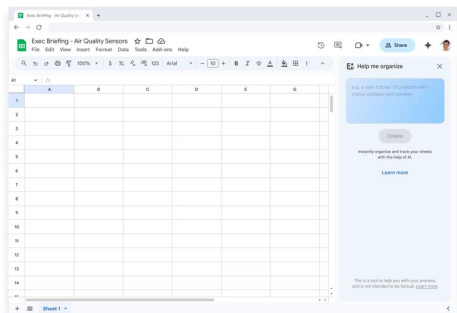 Exec Briefing - Air Quality Se
Exec Briefing - Air Quality Sensors
File Edit View Insert Format Data Tools Add-ons Help
Share
100% $ % .0 .00 123 Arial 10 B I A
A1 fx
A B C D E G
1
2
3
4
5
6
7
8
9
10
11
12
13
14
Sheet 1
Help me organize
e.g. a task tracker of projects with
status updates and owners
Create
Instantly organize and track your sheets
with the help of AI.
Learn more
This is a tool to help you with your process,
and is not intended to be factual. Learn more